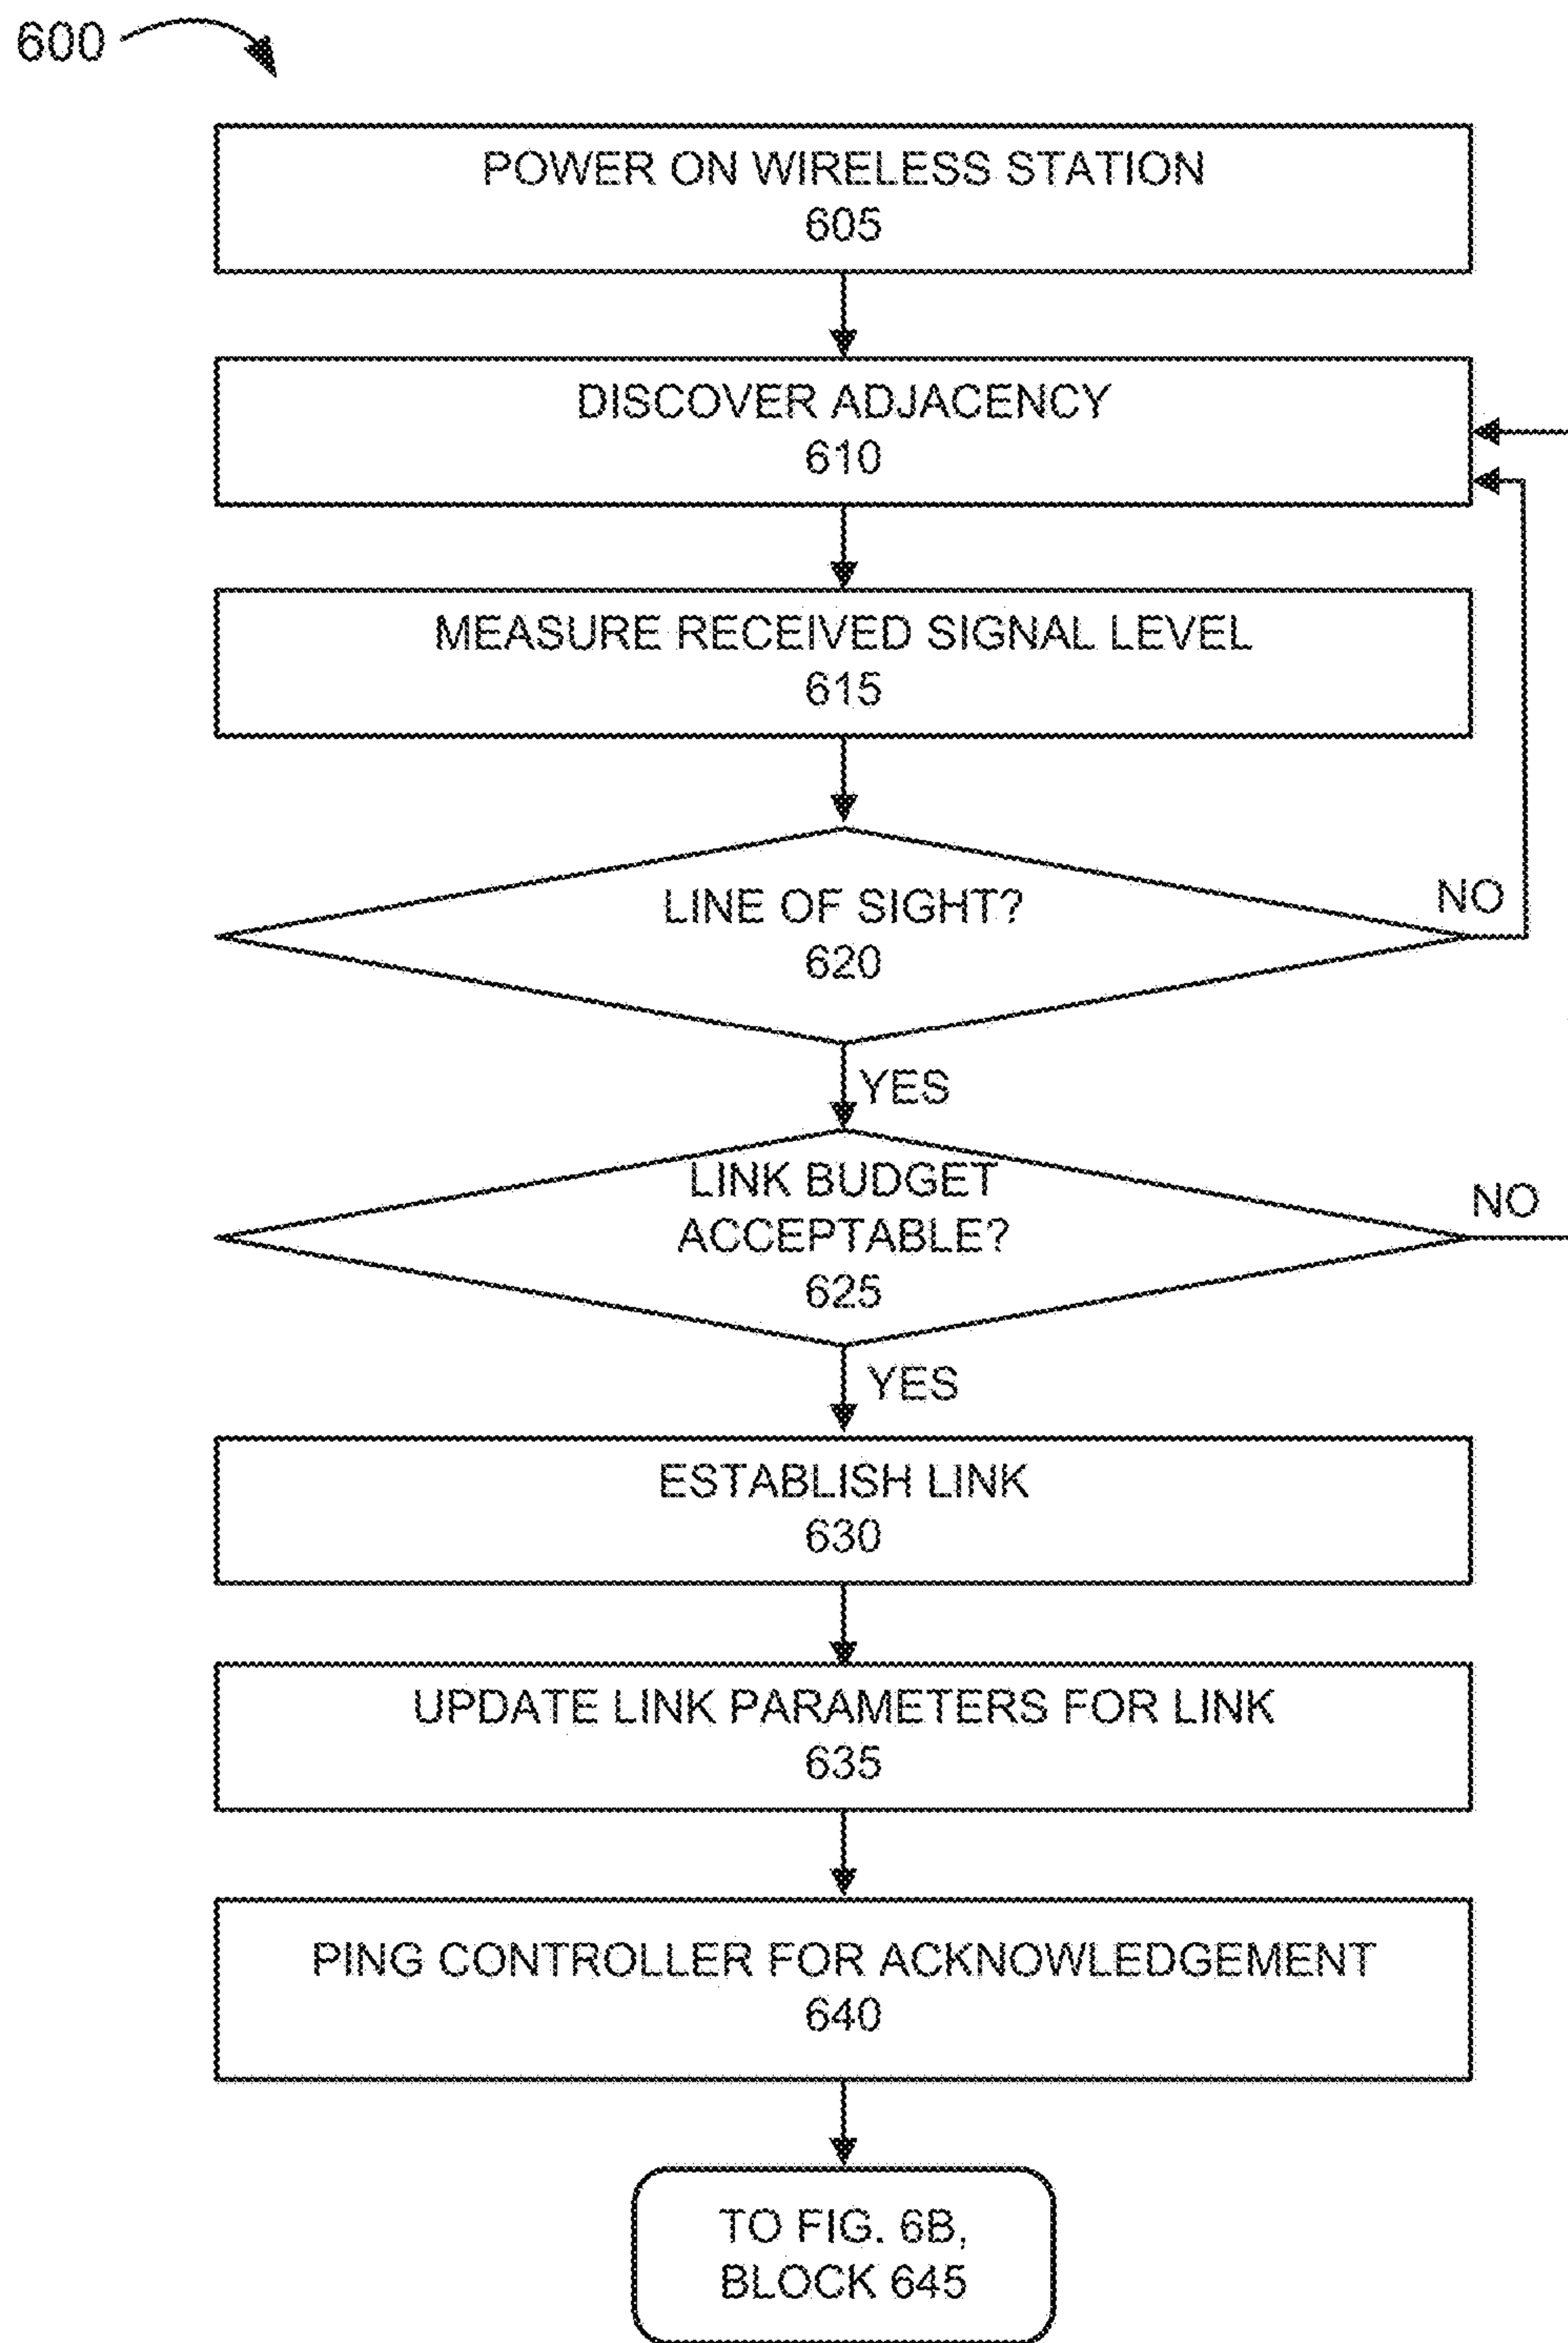 600
POWER ON WIRELESS STATION
605
DISCOVER ADJACENCY
610
MEASURE RECEIVED SIGNAL LEVEL
615
LINE OF SIGHT?
620
NO
YES
LINK BUDGET
ACCEPTABLE?
625
NO
YES
ESTABLISH LINK
630
UPDATE LINK PARAMETERS FOR LINK
635
PING CONTROLLER FOR ACKNOWLEDGEMENT
640
TO FIG. 6B,
BLOCK 645